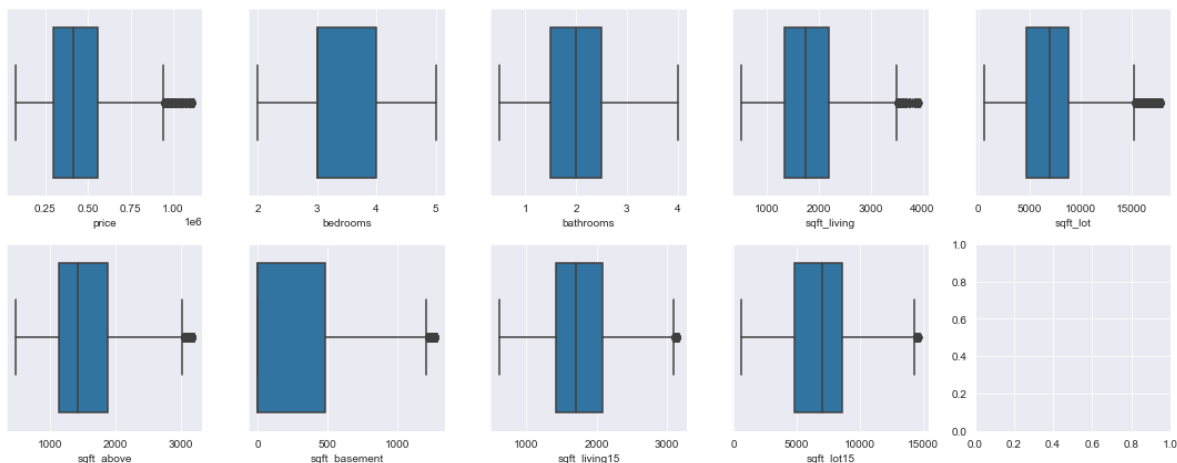 0.25 0.50 0.75 1.00
price 1e6
2 3 4 5
bedrooms
1 2 3 4
bathrooms
1000 2000 3000 4000
sqft_living
0 5000 10000 15000
sqft_lot
1000 2000 3000
sqft_above
0 500 1000
sqft_basement
1000 2000 3000
sqft_living15
0 5000 10000 15000
sqft_lot15
1.0
0.8
0.6
0.4
0.2
0.0
0.0 0.2 0.4 0.6 0.8 1.0